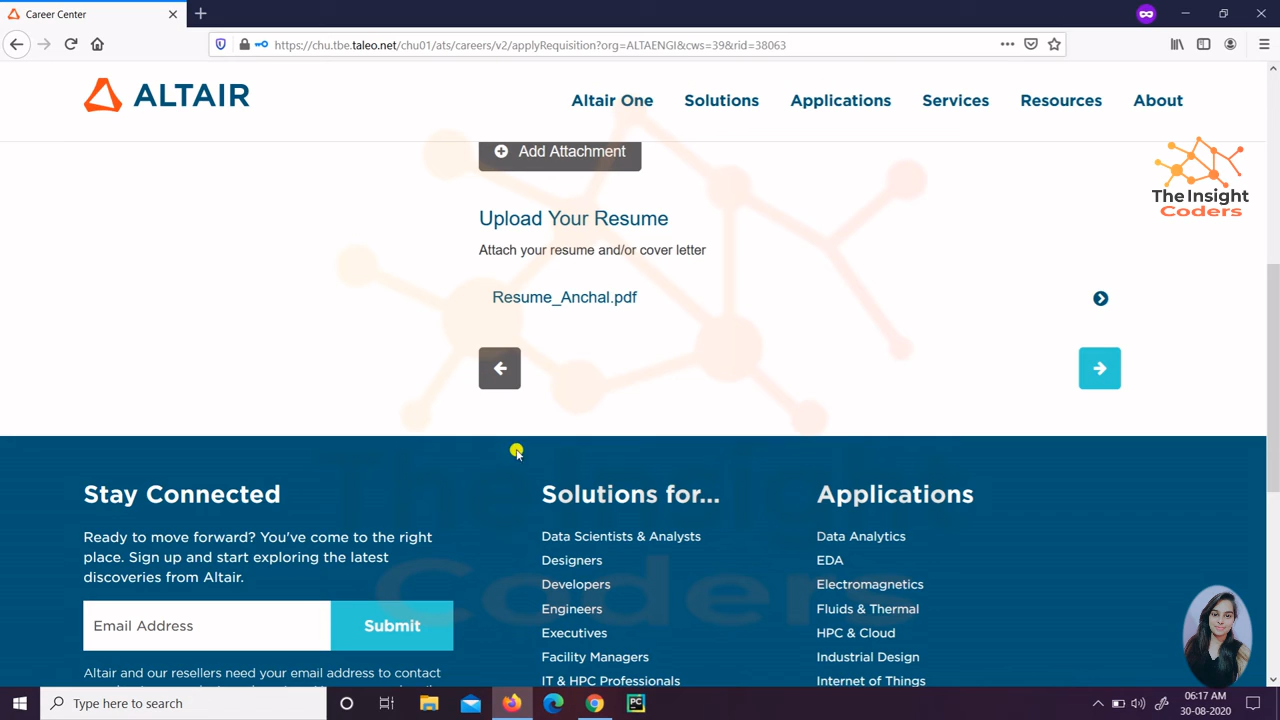 Career Center
https://chu.tbe.taleo.net/chu01/ats/careers/v2/applyRequisition?org=ALTAENGI&cws=39&rid=38063
ALTAIR
Altair One
Solutions
Applications
Services
Resources
About
Add Attachment
The Insight
Coders
Upload Your Resume
Attach your resume and/or cover letter
Resume_Anchal.pdf
Stay Connected
Ready to move forward? You've come to the right
place. Sign up and start exploring the latest
discoveries from Altair.
Email Address
Submit
Altair and our resellers need your email address to contact
Solutions for...
Data Scientists & Analysts
Designers
Developers
Engineers
Executives
Facility Managers
IT & HPC Professionals
Applications
Data Analytics
EDA
Electromagnetics
Fluids & Thermal
HPC & Cloud
Industrial Design
Internet of Things
The Insight
Coders
Type here to search
PC
06:17 AM
30-08-2020